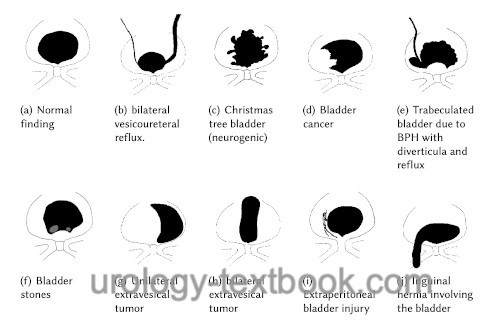 (a) Normal
finding
(b) bilateral
vesicoureteral
reflux.
(c) Christmas
tree bladder
(neurogenic)
(d) Bladder
cancer
(e) Trabeculated
bladder due to
BPH with
diverticula and
reflux
(f) Bladder
stones
(g) Unilateral
extravesical
tumor
(h) bilateral
extravesical
tumor
(i)
Extraperitoneal
bladder injury
(j) Inguinal
hernia involving
the bladder
urology-textbook.com